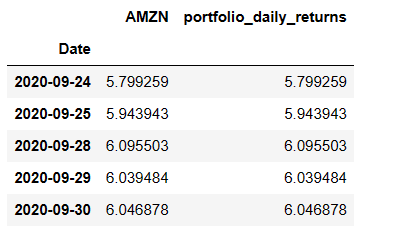 AMZN portfolio_daily_returns
Date
2020-09-24 5.799259 5.799259
2020-09-25 5.943943 5.943943
2020-09-28 6.095503 6.095503
2020-09-29 6.039484 6.039484
2020-09-30 6.046878 6.046878